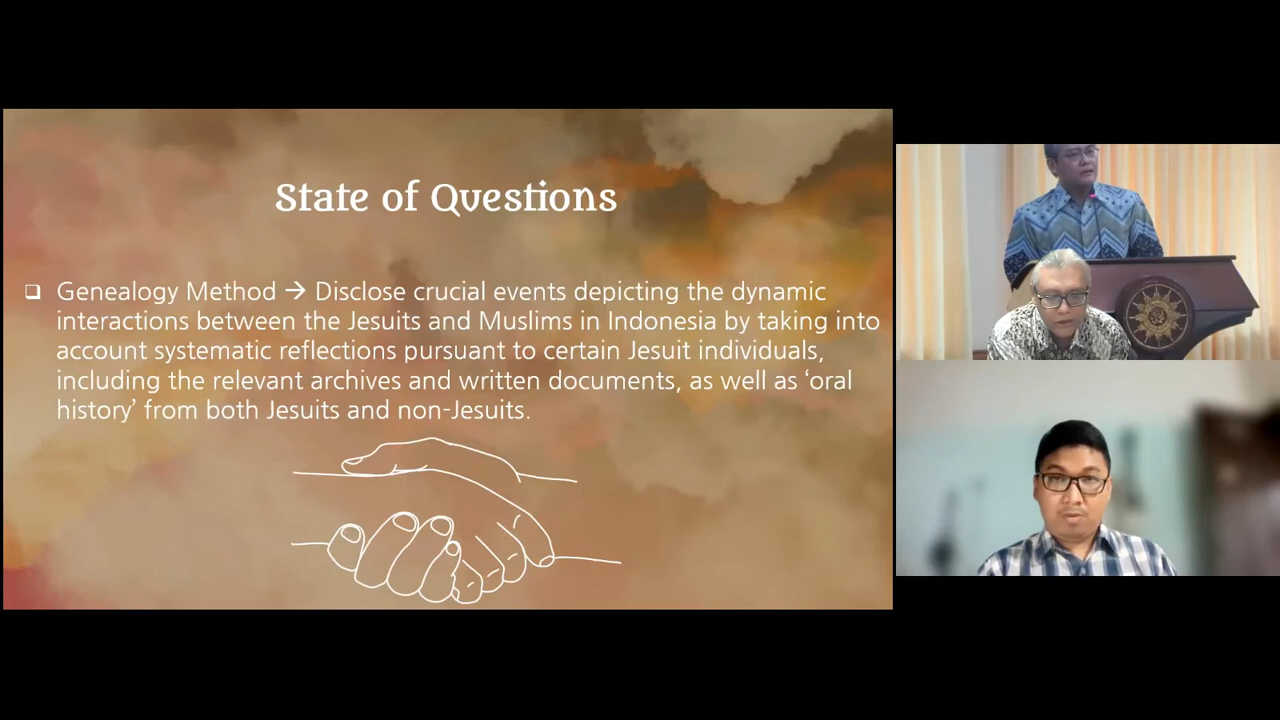 State of Questions
❑ Genealogy Method → Disclose crucial events depicting the dynamic
interactions between the Jesuits and Muslims in Indonesia by taking into
account systematic reflections pursuant to certain Jesuit individuals,
including the relevant archives and written documents, as well as ‘oral
history’ from both Jesuits and non-Jesuits.